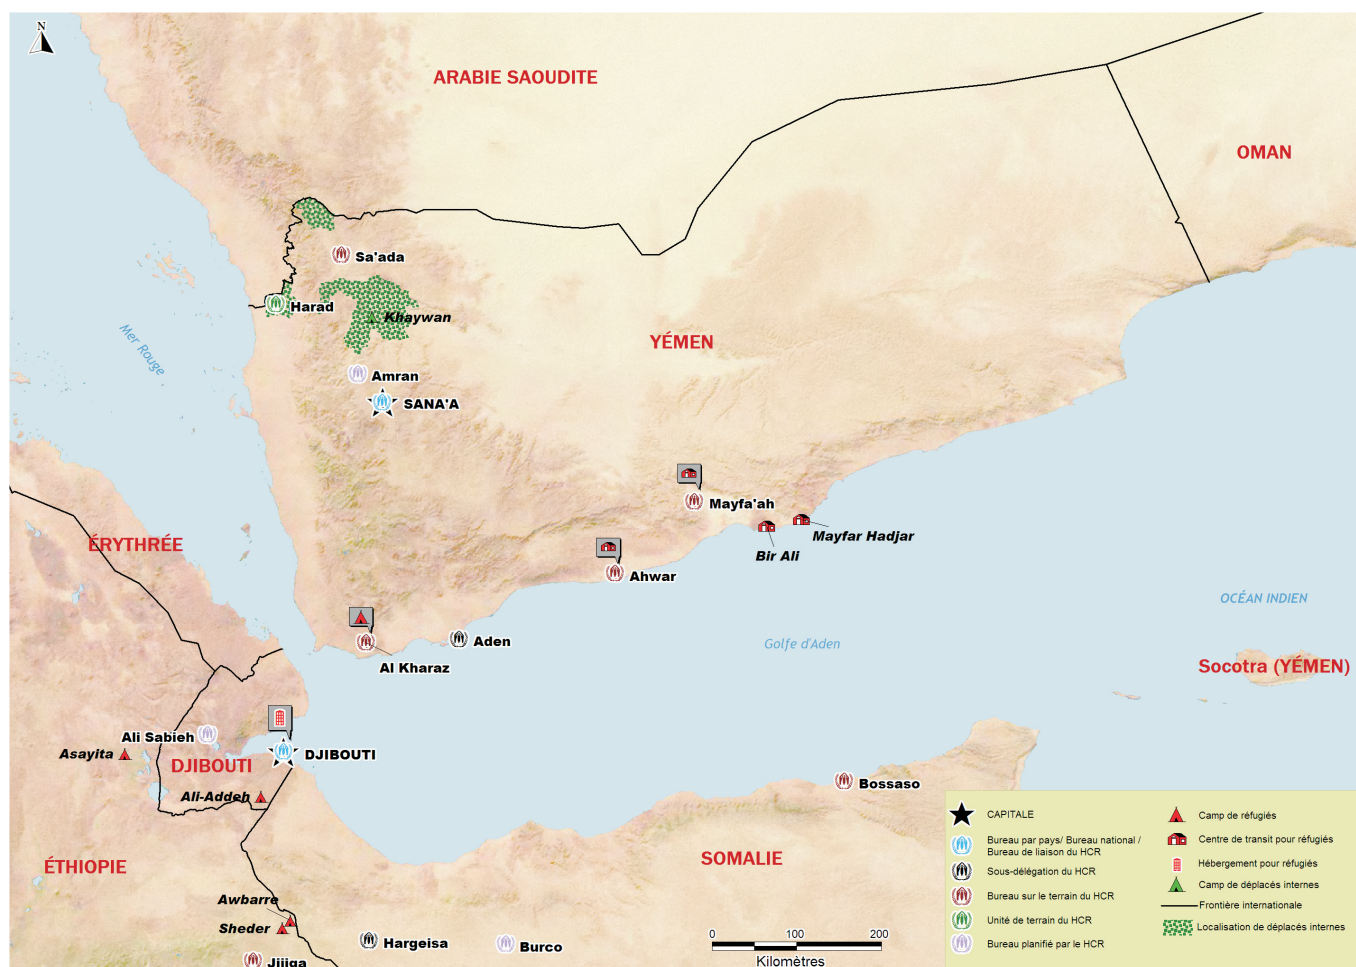 N
ARABIE SAOUDITE
OMAN
Sa'ada
Harad
Khaywan
Mer Rouge
YÉMEN
Amran
SANA'A
Mayfa'ah
Mayfar Hadjar
Bir Ali
ÉRYTHRÉE
Ahwar
OCÉAN INDIEN
Aden
Golfe d'Aden
Al Kharaz
Socotra (YÉMEN)
Ali Sabieh
Asayita
DJIBOUTI
DJIBOUTI
Ali-Addeh
Bossaso
ÉTHIOPIE
SOMALIE
Awbarre
Sheder
Hargeisa
Burco
Jijiga
0 100 200
Kilomètres
CAPITALE
Bureau par pays/ Bureau national /
Bureau de liaison du HCR
Sous-délégation du HCR
Bureau sur le terrain du HCR
Unité de terrain du HCR
Bureau planifié par le HCR
Camp de réfugiés
Centre de transit pour réfugiés
Hébergement pour réfugiés
Camp de déplacés internes
Frontière internationale
Localisation de déplacés internes